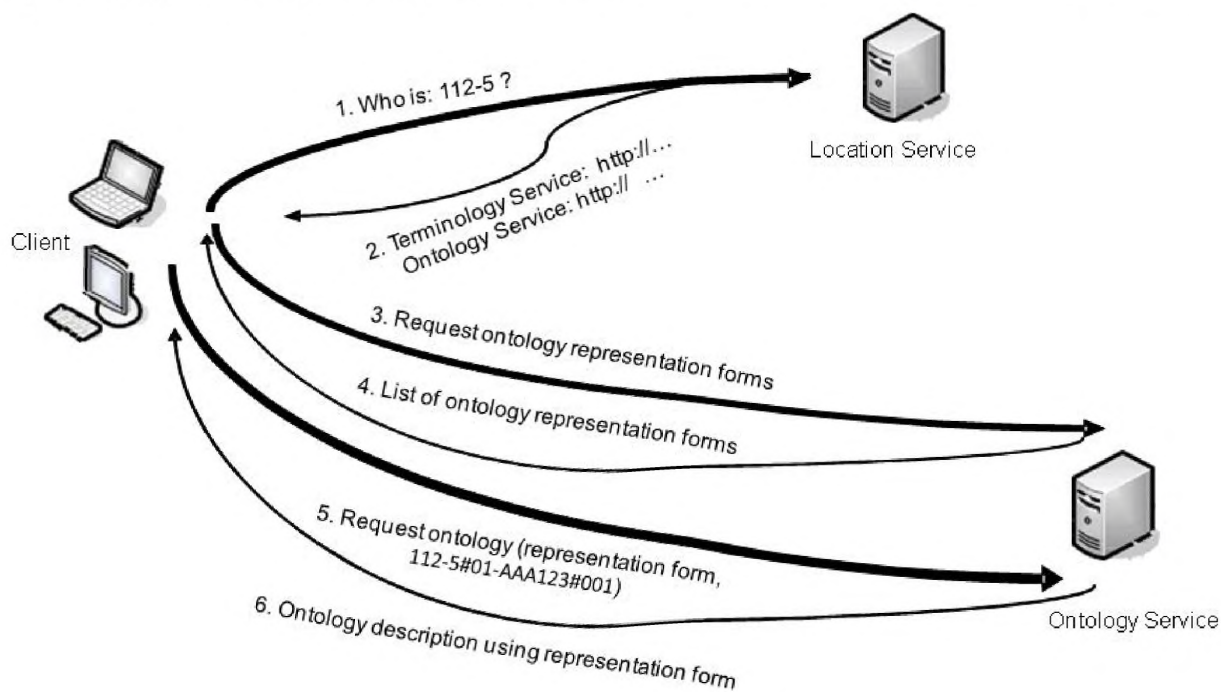 1. Who is: 112-5 ?
Location Service
2. Terminology Service: http://...
Ontology Service: http:// ...
Client
3. Request ontology representation forms
4. List of ontology representation forms
5. Request ontology (representation form,
112-5#01-AAA123#001)
6. Ontology description using representation form
Ontology Service